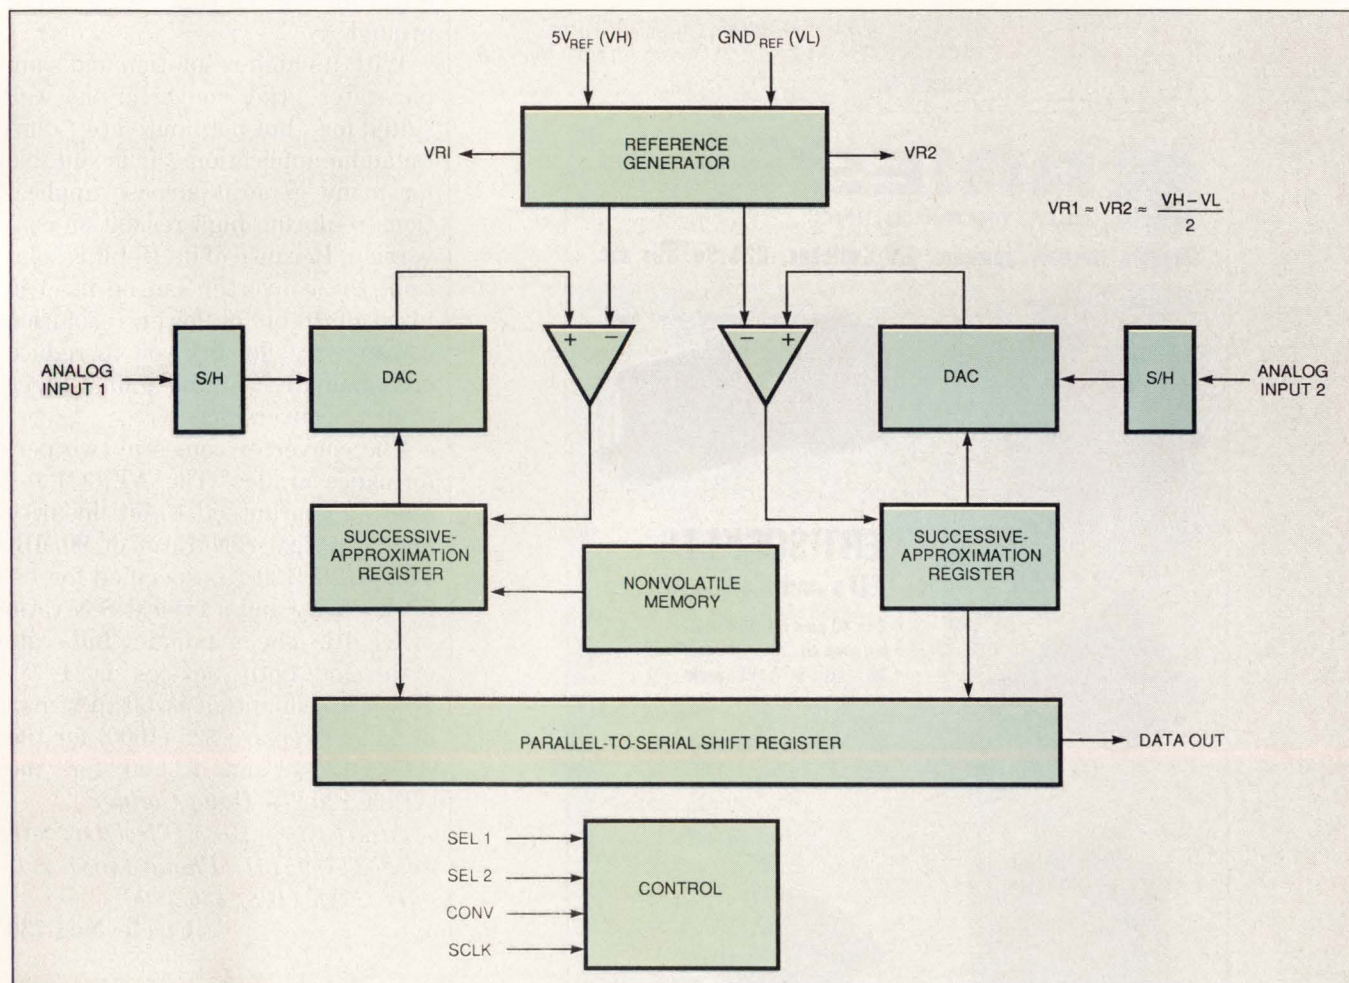 5V_REF (VH)
GND_REF (VL)
REFERENCE
GENERATOR
VR1
VR2
VR1 ≈ VR2 ≈ VH – VL
2
+ –
– +
ANALOG
INPUT 1
S/H
DAC
DAC
S/H
ANALOG
INPUT 2
SUCCESSIVE-
APPROXIMATION
REGISTER
NONVOLATILE
MEMORY
SUCCESSIVE-
APPROXIMATION
REGISTER
PARALLEL-TO-SERIAL SHIFT REGISTER
DATA OUT
SEL 1
SEL 2
CONV
SCLK
CONTROL